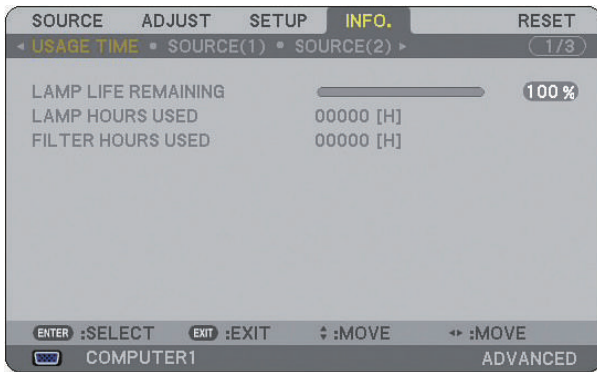 SOURCE ADJUST SETUP INFO. RESET
USAGE TIME • SOURCE(1) • SOURCE(2) 1/3
LAMP LIFE REMAINING 100 %
LAMP HOURS USED 00000 [H]
FILTER HOURS USED 00000 [H]
ENTER :SELECT EXIT :EXIT :MOVE :MOVE
COMPUTER1 ADVANCED